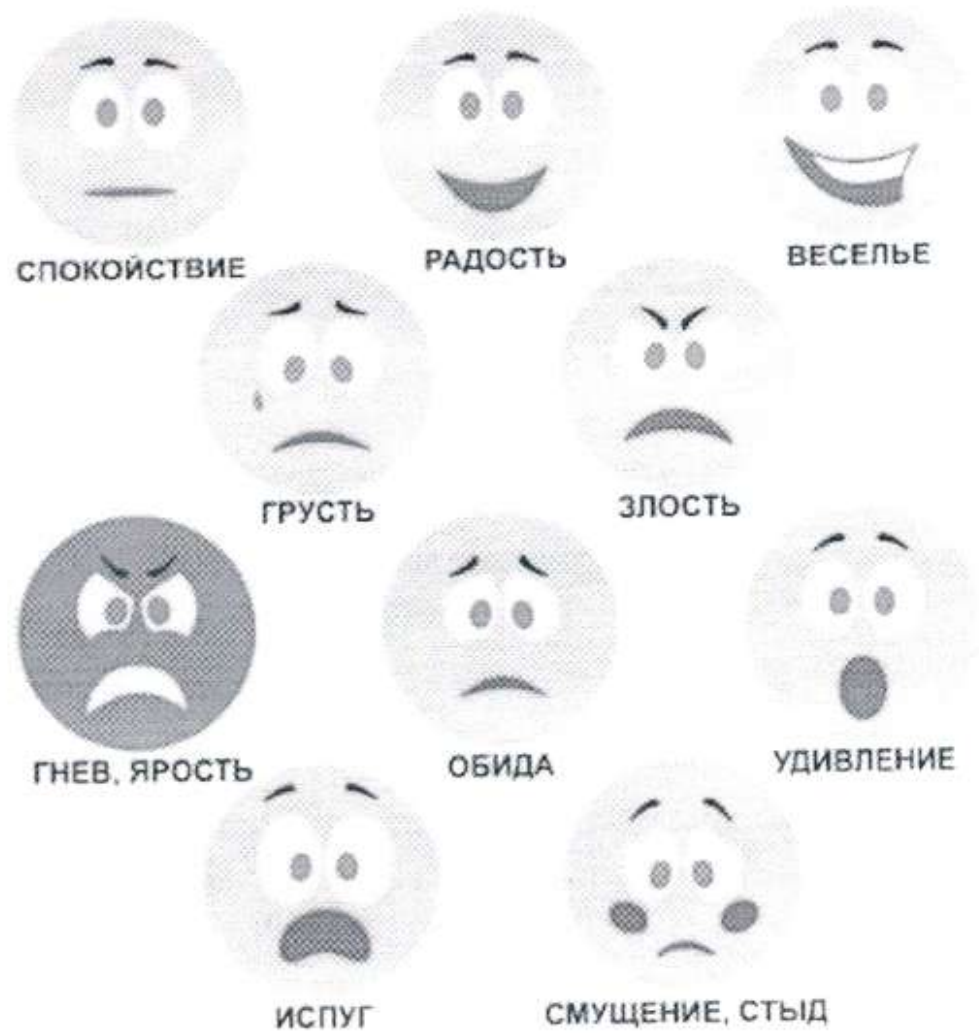 СПОКОЙСТВИЕ
РАДОСТЬ
ВЕСЕЛЬЕ
ГРУСТЬ
ЗЛОСТЬ
ГНЕВ, ЯРОСТЬ
ОБИДА
УДИВЛЕНИЕ
ИСПУГ
СМУЩЕНИЕ, СТЫД